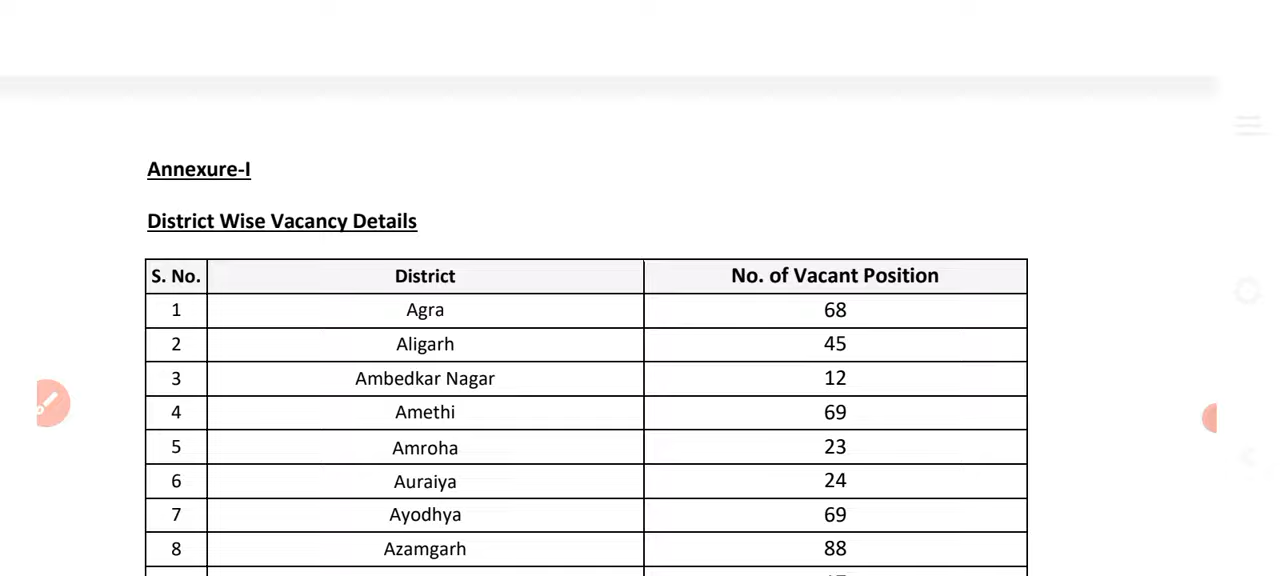 Annexure-I
District Wise Vacancy Details
S. No. District No. of Vacant Position
1 Agra 68
2 Aligarh 45
3 Ambedkar Nagar 12
4 Amethi 69
5 Amroha 23
6 Auraiya 24
7 Ayodhya 69
8 Azamgarh 88